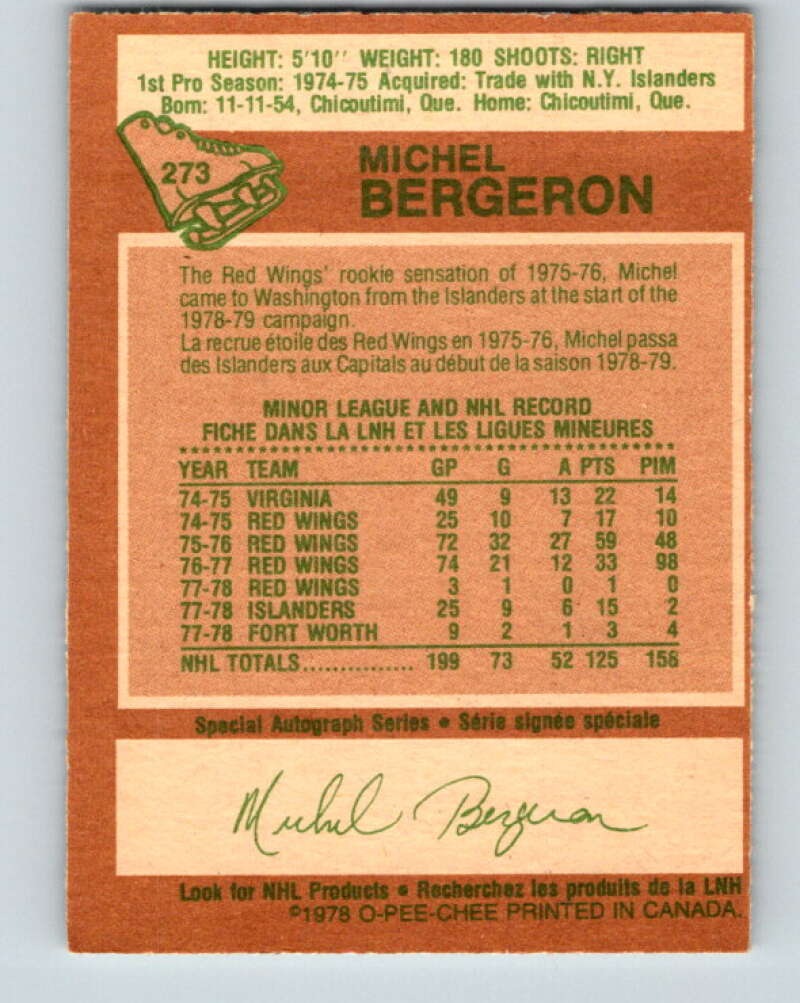 HEIGHT: 5'10'' WEIGHT: 180 SHOOTS: RIGHT
1st Pro Season: 1974-75 Acquired: Trade with N.Y. Islanders
Born: 11-11-54, Chicoutimi, Que. Home: Chicoutimi, Que.
273
MICHEL
BERGERON
The Red Wings' rookie sensation of 1975-76, Michel
came to Washington from the Islanders at the start of the
1978-79 campaign.
La recrue étoile des Red Wings en 1975-76, Michel passa
des Islanders aux Capitals au début de la saison 1978-79.
MINOR LEAGUE AND NHL RECORD
FICHE DANS LA LNH ET LES LIGUES MINEURES
YEAR TEAM GP G A PTS PIM
74-75 VIRGINIA 49 9 13 22 14
74-75 RED WINGS 25 10 7 17 10
75-76 RED WINGS 72 32 27 59 48
76-77 RED WINGS 74 21 12 33 98
77-78 RED WINGS 3 1 0 1 0
77-78 ISLANDERS 25 9 6 15 2
77-78 FORT WORTH 9 2 1 3 4
NHL TOTALS............... 199 73 52 125 158
Special Autograph Series • Série signée spéciale
Michel Bergeron
Look for NHL Products • Recherchez les produits de la LNH
©1978 O-PEE-CHEE PRINTED IN CANADA.